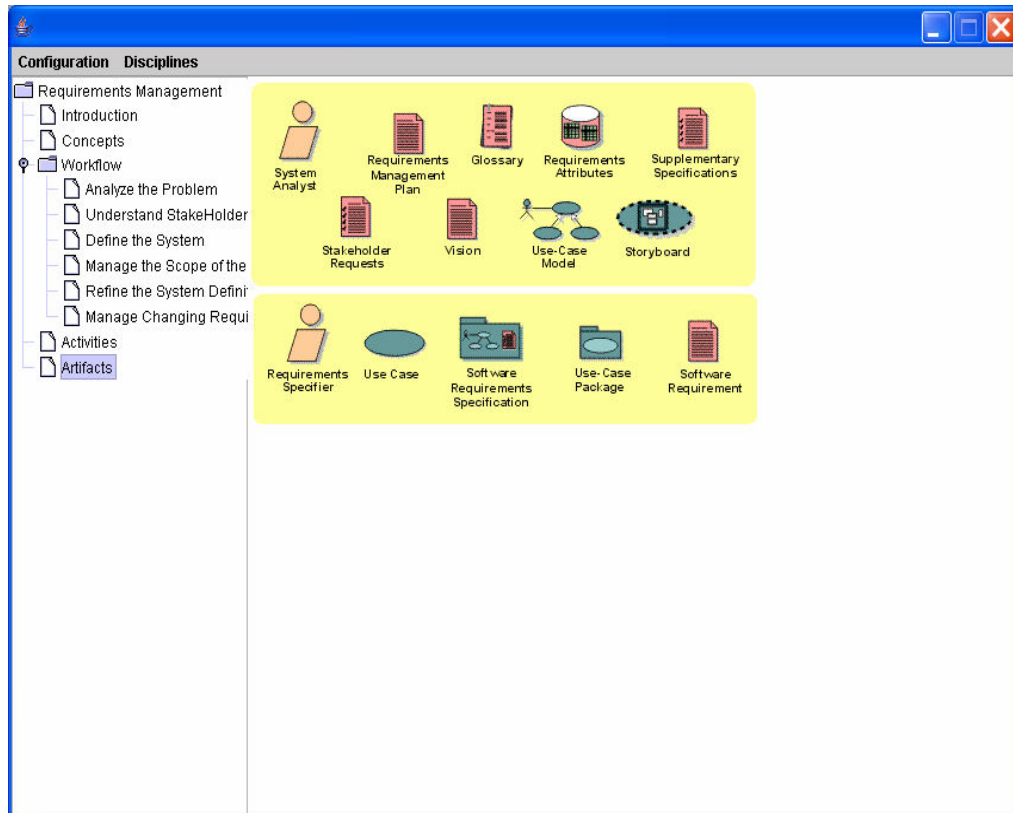 Configuration Disciplines
Requirements Management
Introduction
Concepts
Workflow
Analyze the Problem
Understand StakeHolder
Define the System
Manage the Scope of the
Refine the System Defini
Manage Changing Requi
Activities
Artifacts
System
Analyst
Requirements
Management
Plan
Glossary
Requirements
Attributes
Supplementary
Specifications
Stakeholder
Requests
Vision
Use-Case
Model
Storyboard
Requirements
Specifier
Use Case
Software
Requirements
Specification
Use-Case
Package
Software
Requirement